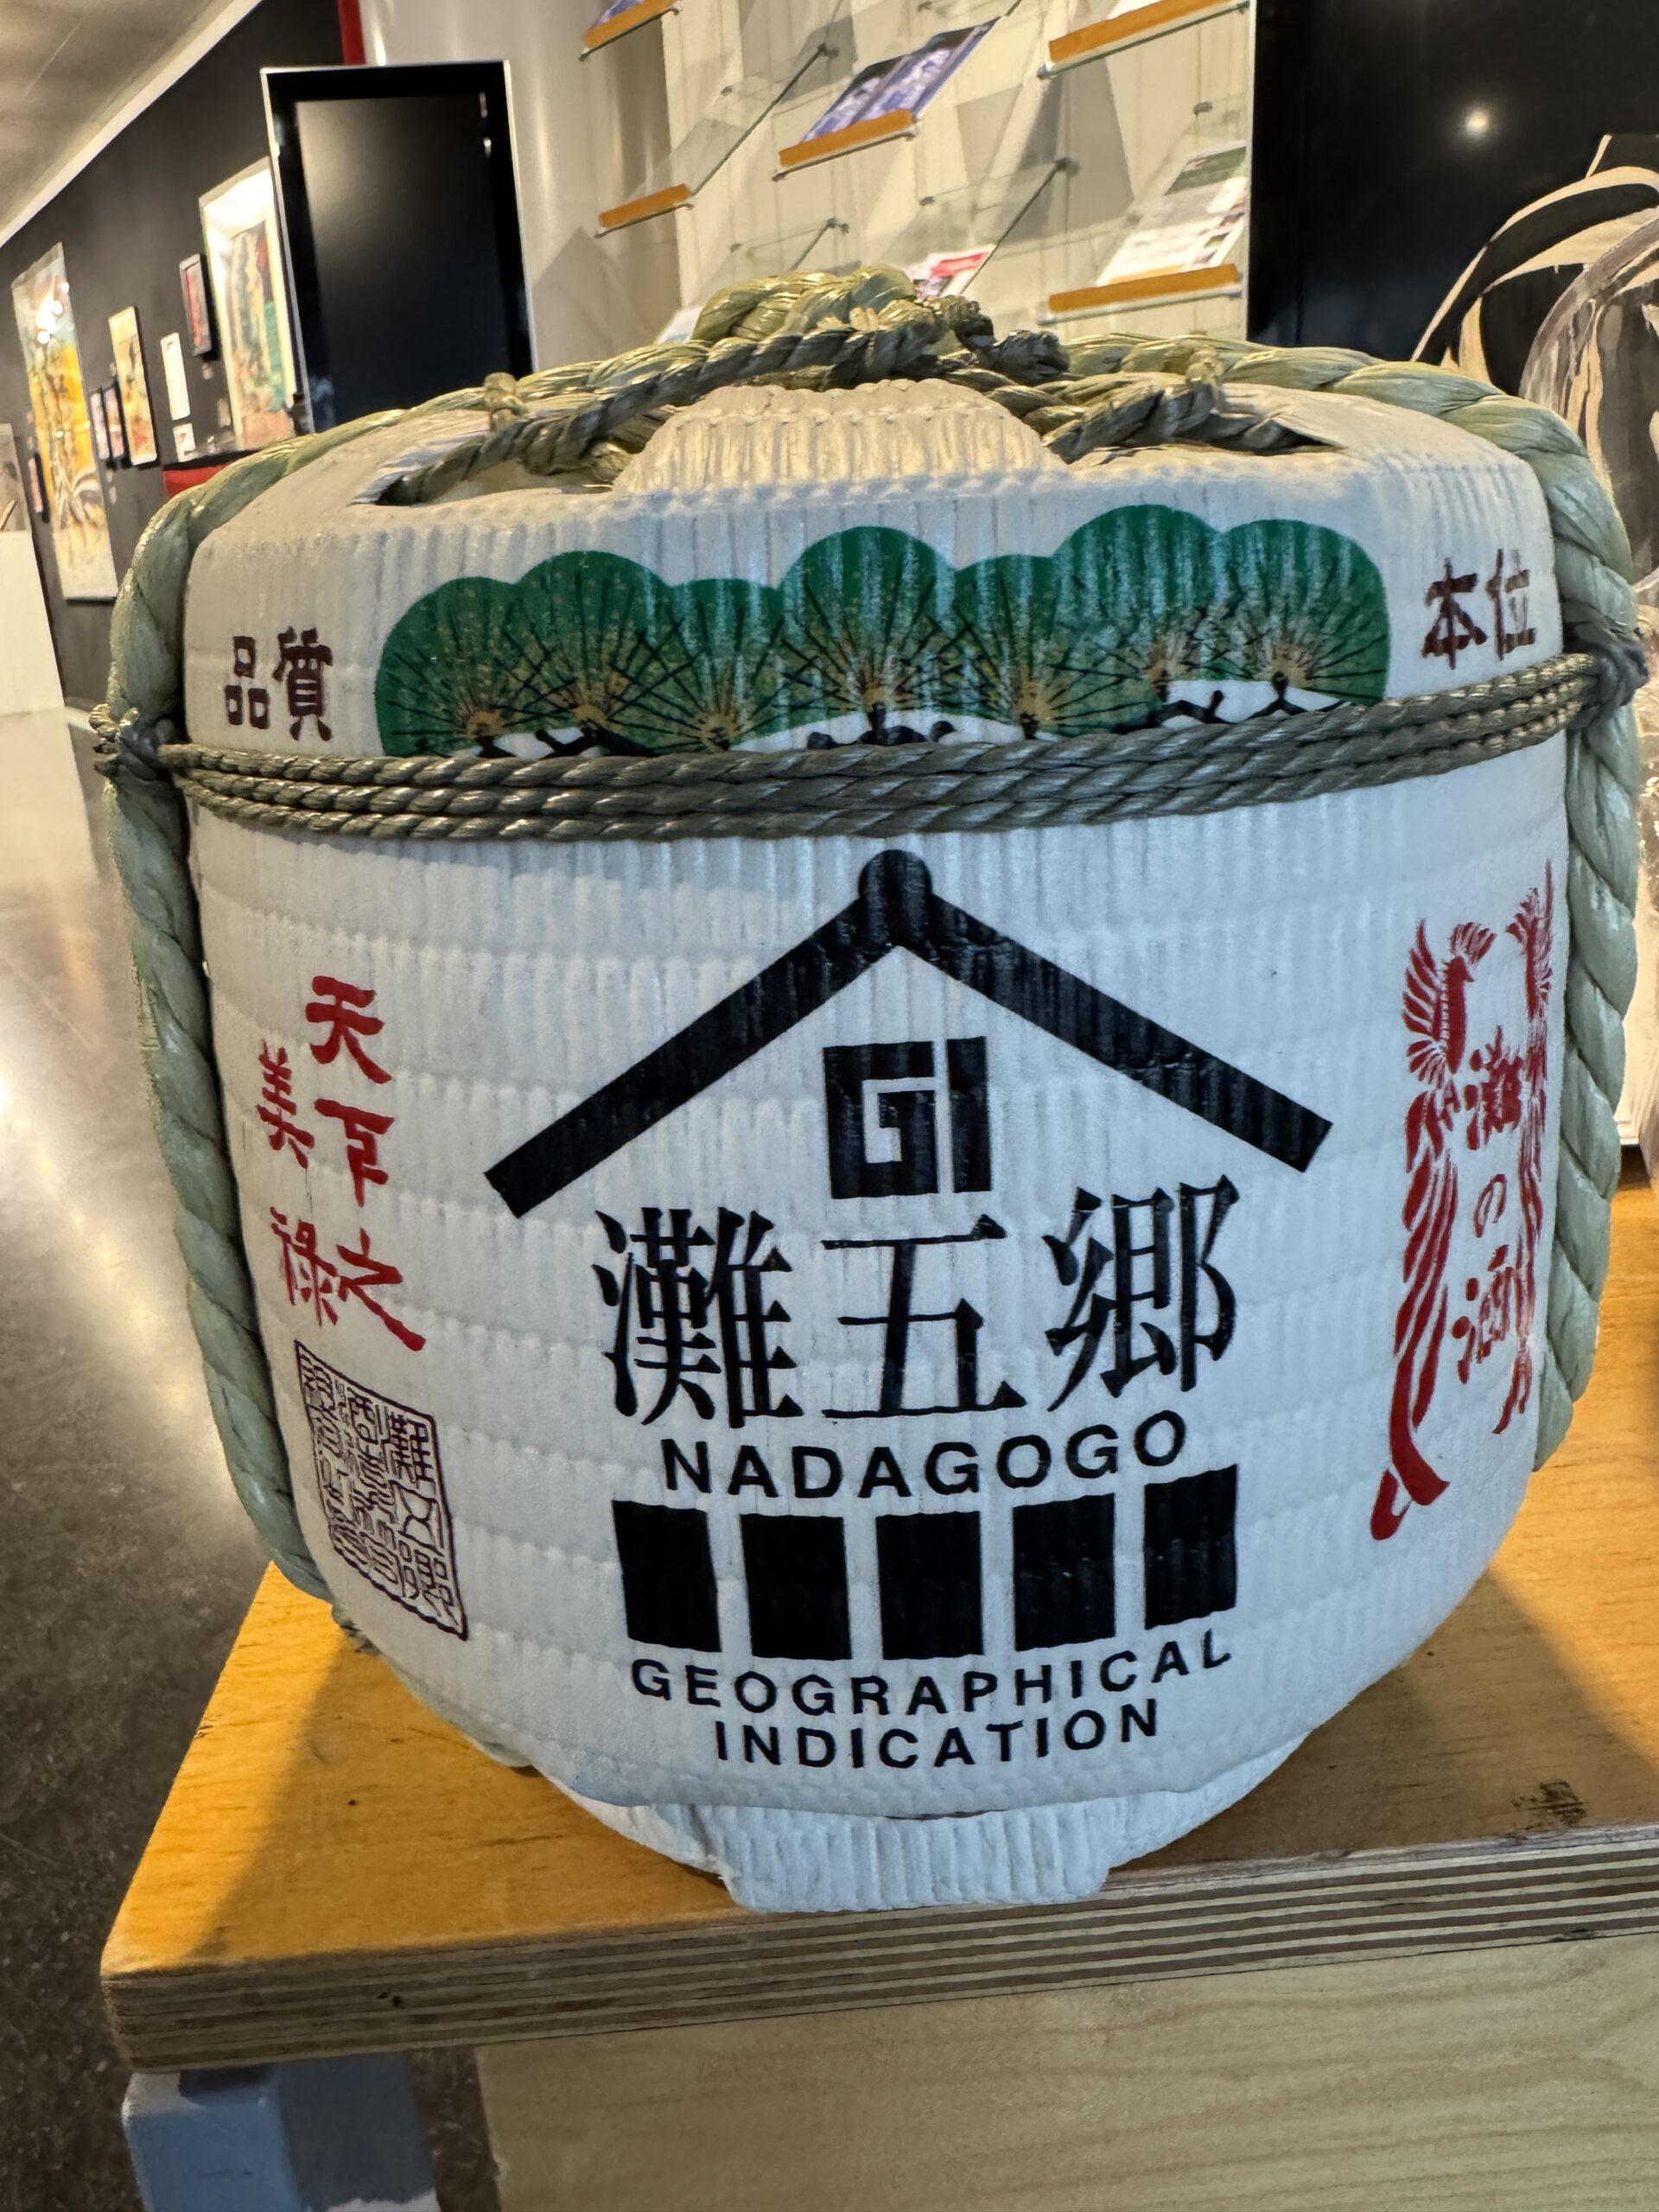 品質
本位
天下之
美禄
GI
灘五郷
NADAGOGO
GEOGRAPHICAL
INDICATION
灘の酒